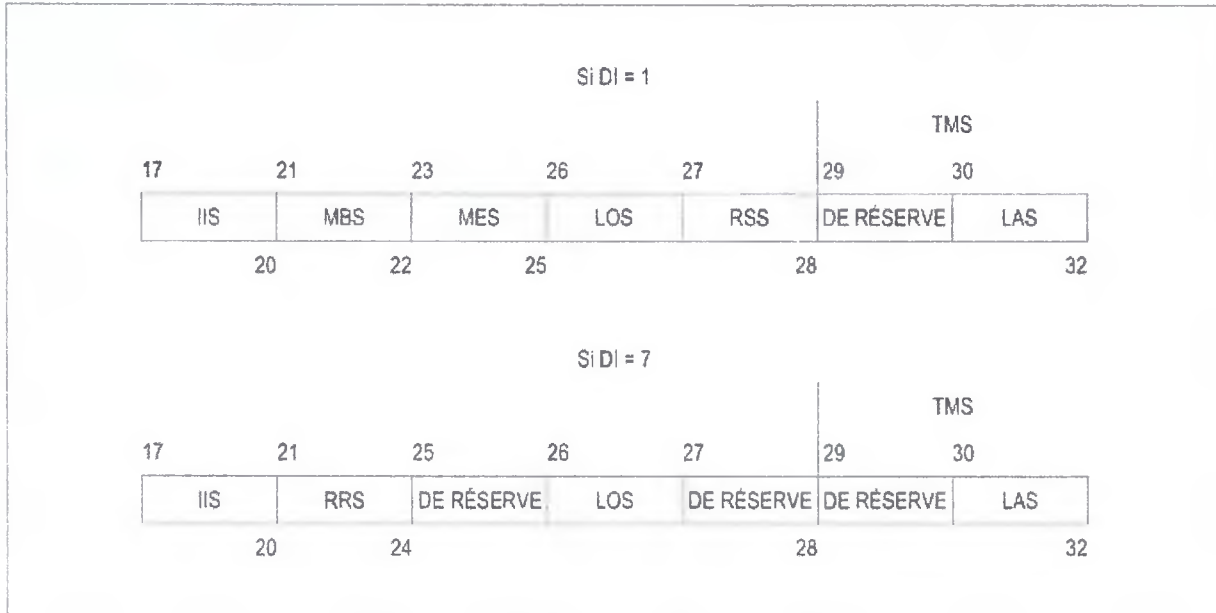 Si DI = 1
TMS
17 21 23 26 27 29 30
IIS MBS MES LOS RSS DE RÉSERVE LAS
20 22 25 28 32
Si DI = 7
TMS
17 21 25 26 27 29 30
IIS RRS DE RÉSERVE LOS DE RÉSERVE DE RÉSERVE LAS
20 24 28 32